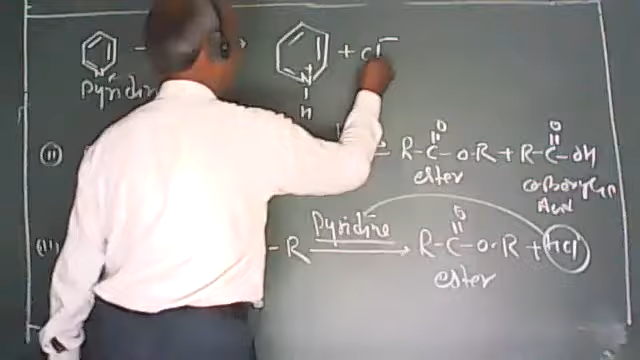 N + N + Cl⁻
Pyridine H
(II) O || R-C-O-R + O || R-C-OH
ester carboxylic Acid
(III) -R Pyridine → O || R-C-O-R + HCl
ester